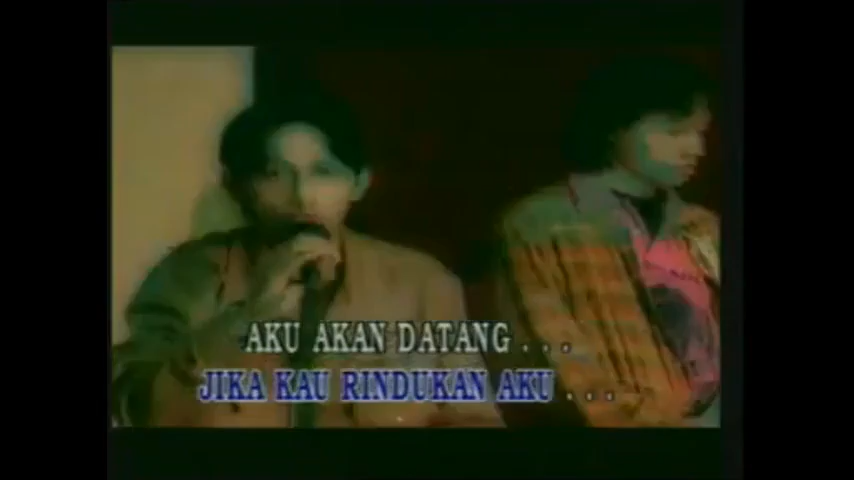 AKU AKAN DATANG . . .
JIKA KAU RINDUKAN AKU . . .